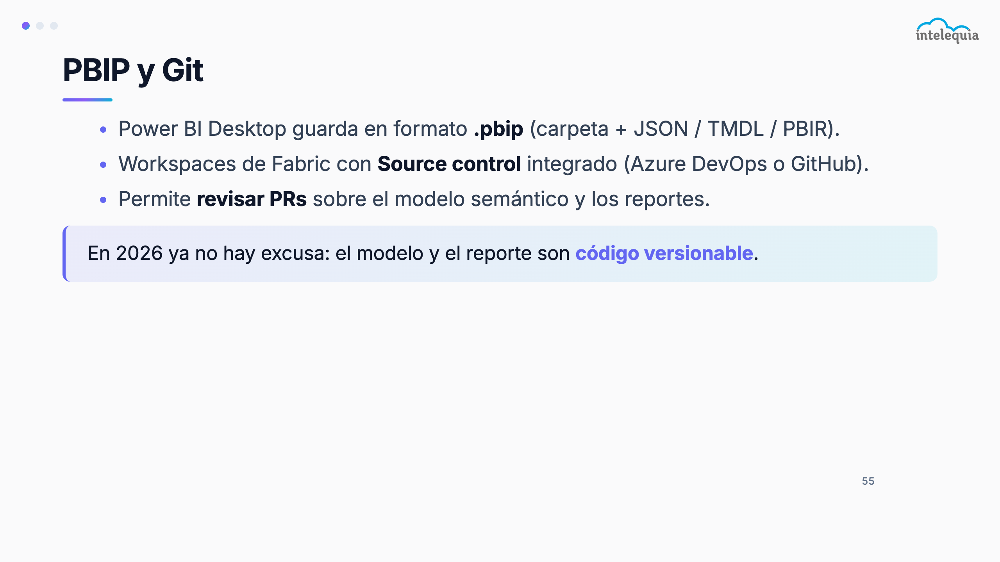 intelequia
PBIP y Git
Power BI Desktop guarda en formato .pbip (carpeta + JSON / TMDL / PBIR).
Workspaces de Fabric con Source control integrado (Azure DevOps o GitHub).
Permite revisar PRs sobre el modelo semántico y los reportes.
En 2026 ya no hay excusa: el modelo y el reporte son código versionable.
55